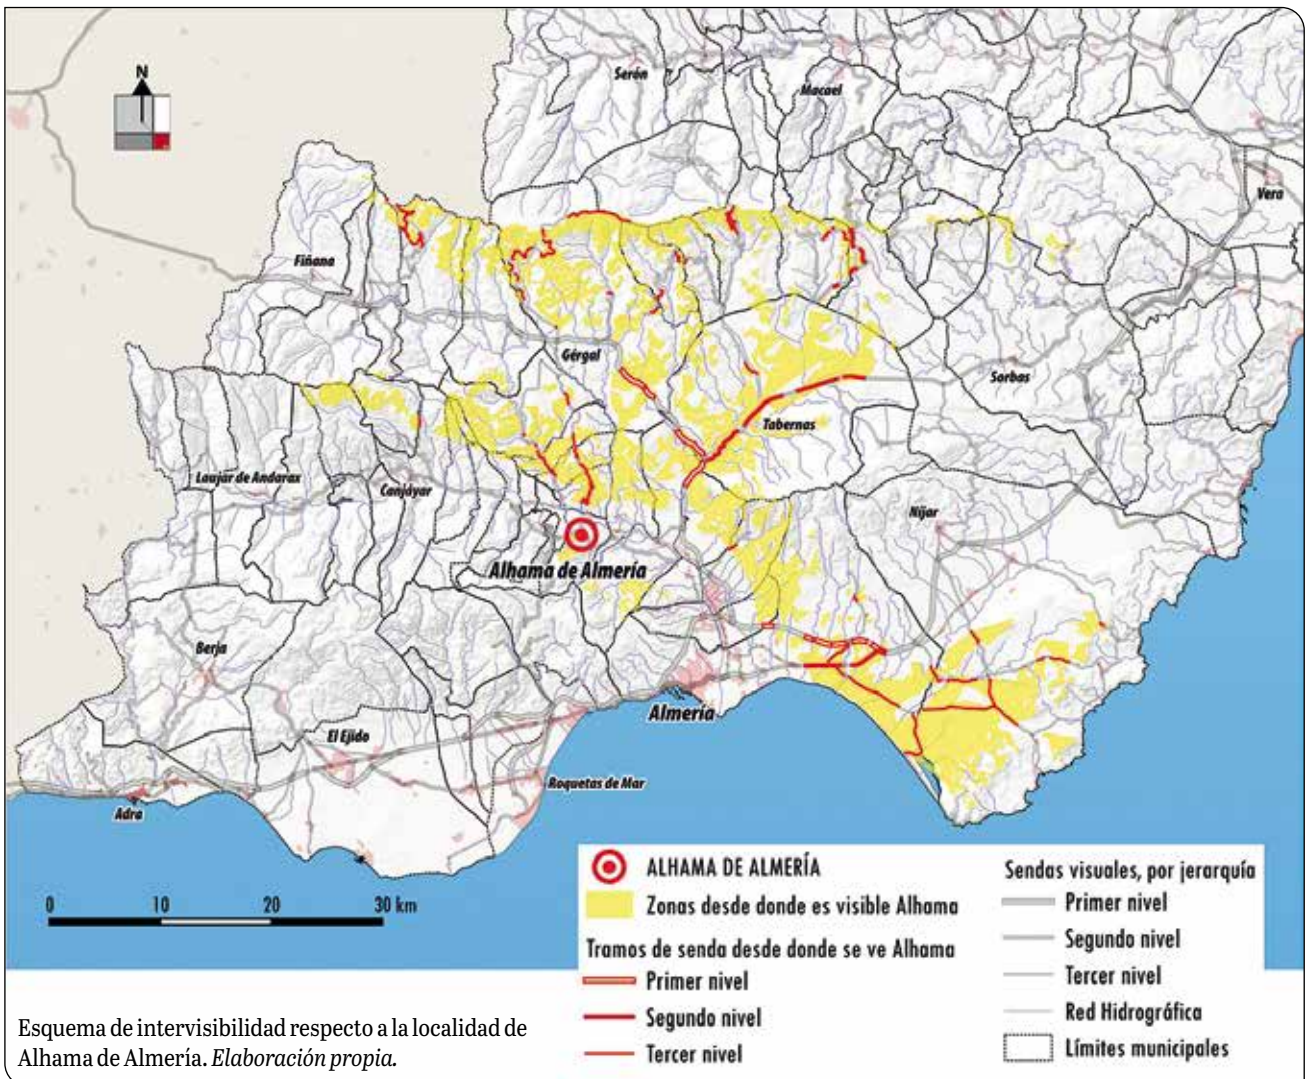 N
Serón
Macael
Vera
Fiñana
Gérgal
Sorbas
Tabernas
Laujar de Andarax
Canjáyar
Níjar
Alhama de Almería
Berja
Almería
El Ejido
Roquetas de Mar
Adra
0 10 20 30 km
ALHAMA DE ALMERÍA
Zonas desde donde es visible Alhama
Tramos de senda desde donde se ve Alhama
Primer nivel
Segundo nivel
Tercer nivel
Sendas visuales, por jerarquía
Primer nivel
Segundo nivel
Tercer nivel
Red Hidrográfica
Límites municipales
Esquema de intervisibilidad respecto a la localidad de
Alhama de Almería. Elaboración propia.